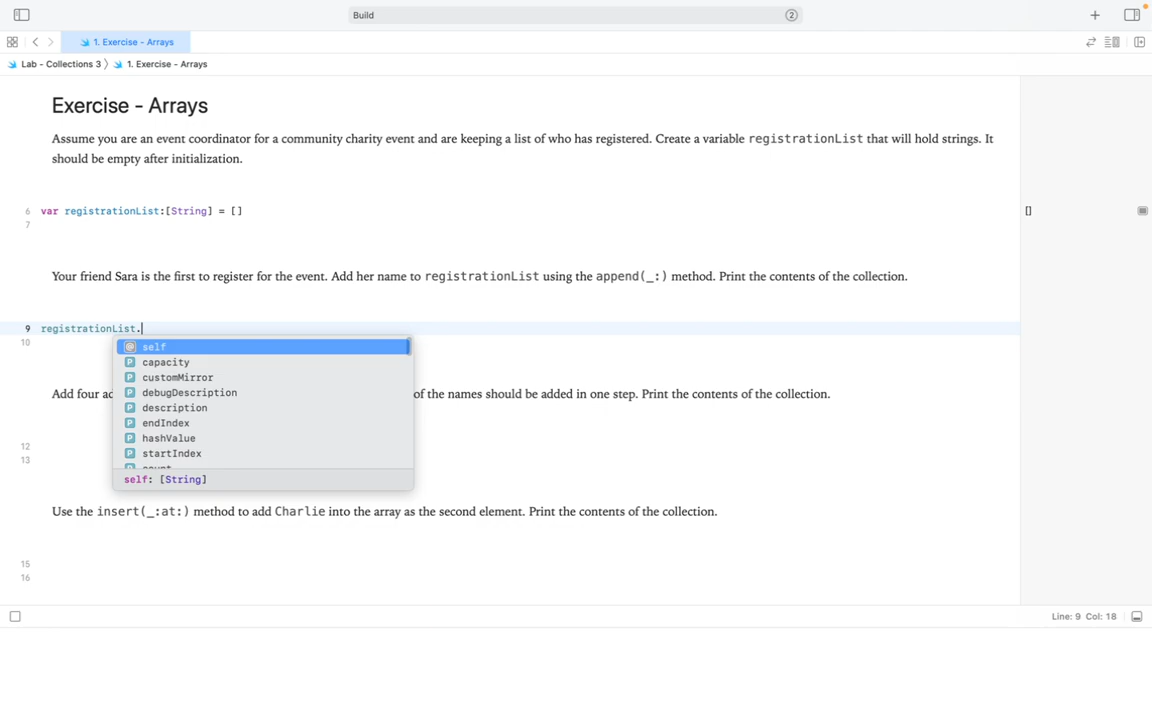 Build
2
1. Exercise - Arrays
Lab - Collections 3 〉 1. Exercise - Arrays
Exercise - Arrays
Assume you are an event coordinator for a community charity event and are keeping a list of who has registered. Create a variable registrationList that will hold strings. It
should be empty after initialization.
6 var registrationList:[String] = []
[]
7
Your friend Sara is the first to register for the event. Add her name to registrationList using the append(_:) method. Print the contents of the collection.
9 registrationList.
10
@ self
P capacity
P customMirror
P debugDescription
Add four ad of the names should be added in one step. Print the contents of the collection.
P description
P endIndex
P hashValue
12
P startIndex
13
self: [String]
Use the insert(_:at:) method to add Charlie into the array as the second element. Print the contents of the collection.
15
16
Line: 9 Col: 18